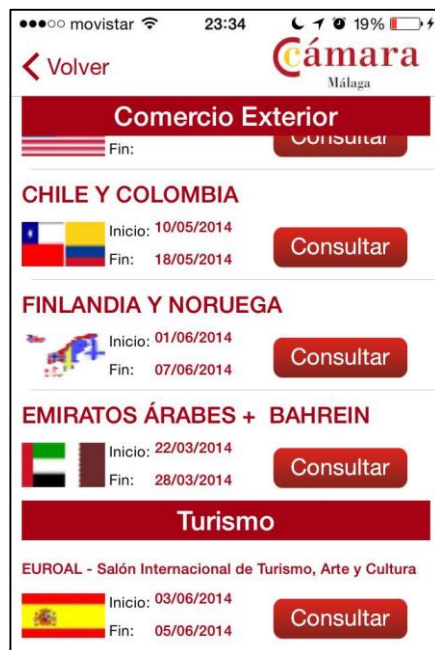 movistar 23:34 19%
Volver
Cámara
Málaga
Comercio Exterior
Fin:
Consultar
CHILE Y COLOMBIA
Inicio: 10/05/2014
Fin: 18/05/2014
Consultar
FINLANDIA Y NORUEGA
Inicio: 01/06/2014
Fin: 07/06/2014
Consultar
EMIRATOS ÁRABES + BAHREIN
Inicio: 22/03/2014
Fin: 28/03/2014
Consultar
Turismo
EUROAL - Salón Internacional de Turismo, Arte y Cultura
Inicio: 03/06/2014
Fin: 05/06/2014
Consultar